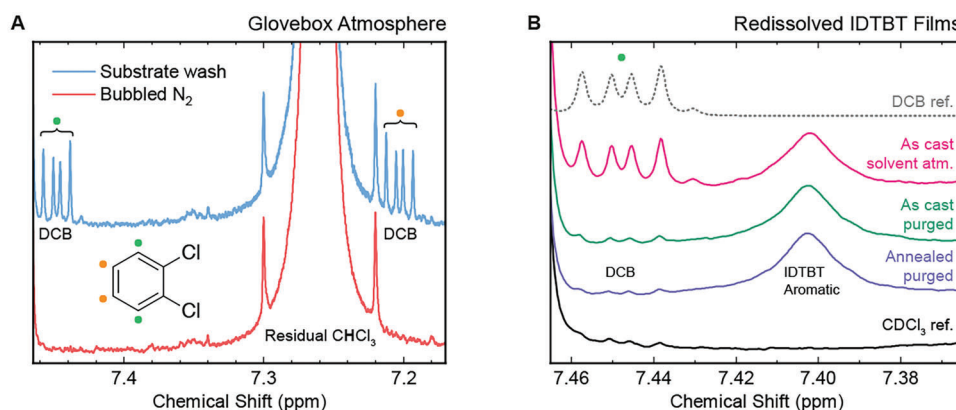 A
Glovebox Atmosphere
Substrate wash
Bubbled N₂
DCB
DCB
Cl
Cl
Residual CHCl₃
7.4
7.3
7.2
Chemical Shift (ppm)
B
Redissolved IDTBT Films
DCB ref.
As cast
solvent atm.
As cast
purged
Annealed
purged
DCB
IDTBT
Aromatic
CDCl₃ ref.
7.46
7.44
7.42
7.40
7.38
Chemical Shift (ppm)